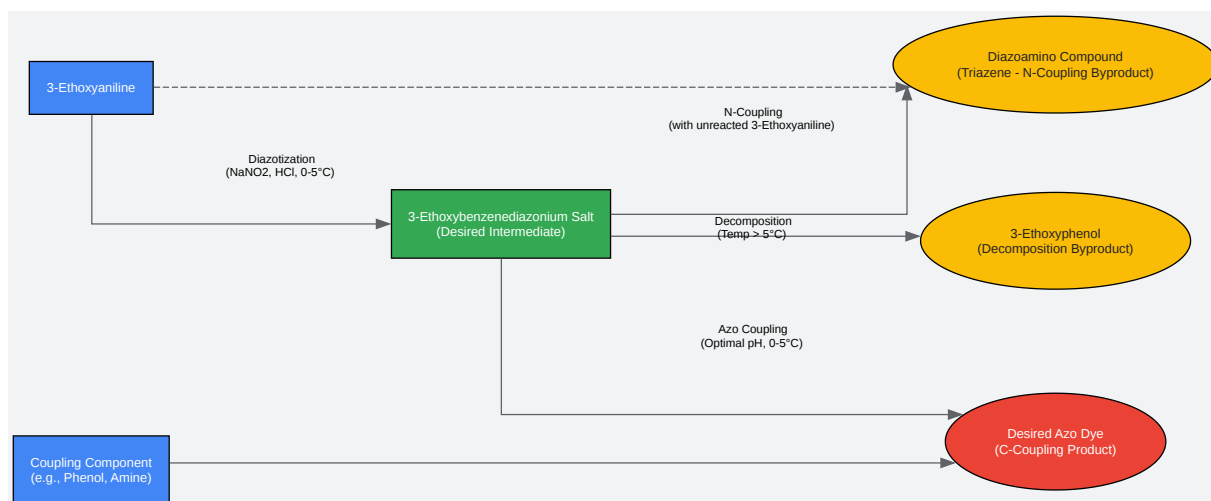 Diazoamino Compound
(Triazene - N-Coupling Byproduct)
3-Ethoxyaniline
N-Coupling
(with unreacted 3-Ethoxyaniline)
Diazotization
(NaNO2, HCl, 0-5°C)
3-Ethoxybenzenediazonium Salt
(Desired Intermediate)
Decomposition
(Temp > 5°C)
3-Ethoxyphenol
(Decomposition Byproduct)
Azo Coupling
(Optimal pH, 0-5°C)
Desired Azo Dye
(C-Coupling Product)
Coupling Component
(e.g., Phenol, Amine)